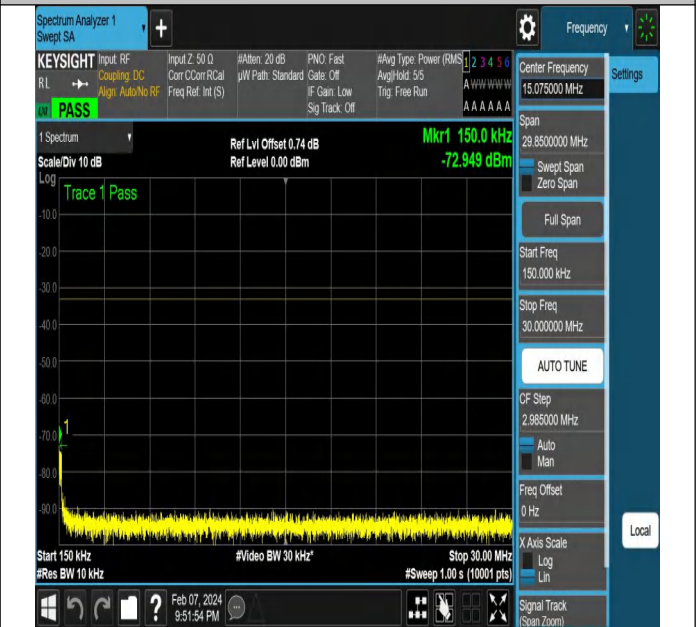 Spectrum Analyzer 1
Swept SA
+
Frequency
KEYSIGHT
Input: RF
Input Z: 50 Ω
#Atten: 20 dB
PNO: Fast
#Avg Type: Power (RMS
1 2 3 4 5 6
RL
Coupling: DC
Corr CCorr RCal
µW Path: Standard
Gate: Off
Avg|Hold: 5/5
Align: Auto/No RF
Freq Ref: Int (S)
IF Gain: Low
Trig: Free Run
A W W W W W
Sig Track: Off
A A A A A A
PASS
Center Frequency
15.075000 MHz
Settings
1 Spectrum
Ref Lvl Offset 0.74 dB
Mkr1 150.0 kHz
Scale/Div 10 dB
Ref Level 0.00 dBm
-72.949 dBm
Log
Trace 1 Pass
-10.0
-20.0
-30.0
-40.0
-50.0
-60.0
-70.0
-80.0
-90.0
1
Start 150 kHz
#Video BW 30 kHz*
Stop 30.00 MHz
#Res BW 10 kHz
#Sweep 1.00 s (10001 pts)
Span
29.8500000 MHz
Swept Span
Zero Span
Full Span
Start Freq
150.000 kHz
Stop Freq
30.000000 MHz
AUTO TUNE
CF Step
2.985000 MHz
Auto
Man
Freq Offset
0 Hz
X Axis Scale
Log
Lin
Signal Track
(Span Zoom)
Local
?
Feb 07, 2024
9:51:54 PM